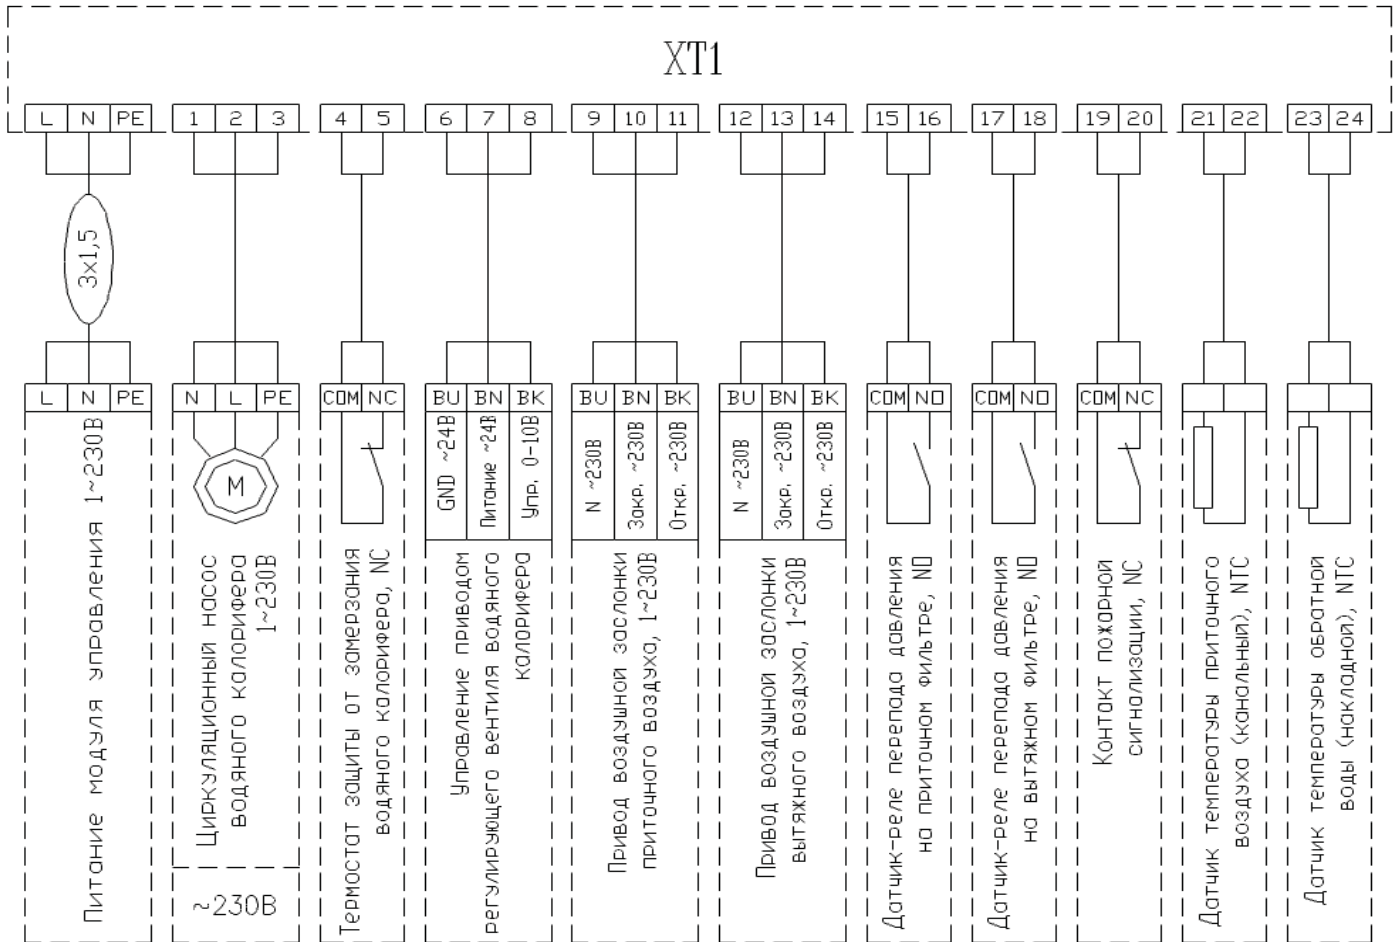 XT1
L N PE
1 2 3
4 5
6 7 8
9 10 11
12 13 14
15 16
17 18
19 20
21 22
23 24
3x1,5
L N PE
N L PE
COM NC
BU BN BK
BU BN BK
BU BN BK
COM NO
COM NO
COM NC
Питание модуля управления 1~230В
M
Циркуляционный насос
водяного калорифера
1~230В
~230В
Термостат защиты от замерзания
водяного калорифера, NC
GND ~24В
Питание ~24В
Упр. 0-10В
Управление приводом
регулирующего вентиля водяного
калорифера
N ~230В
Закр. ~230В
Откр. ~230В
Привод воздушной заслонки
приточного воздуха, 1~230В
N ~230В
Закр. ~230В
Откр. ~230В
Привод воздушной заслонки
вытяжного воздуха, 1~230В
Датчик-реле перепада давления
на приточном фильтре, NO
Датчик-реле перепада давления
на вытяжном фильтре, NO
Контакт пожарной
сигнализации, NC
Датчик температуры приточного
воздуха (канальный), NTC
Датчик температуры обратной
воды (накладной), NTC